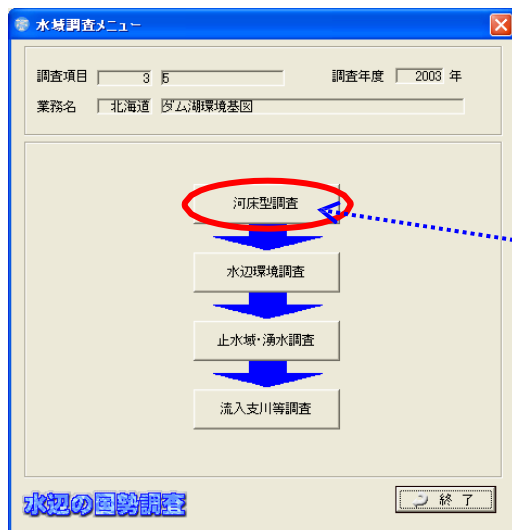 水域調査メニュー
調査項目 3 5 調査年度 2003 年
業務名 北海道 ダム湖環境基図
河床型調査
水辺環境調査
止水域・湧水調査
流入支川等調査
水辺の国勢調査 終 了